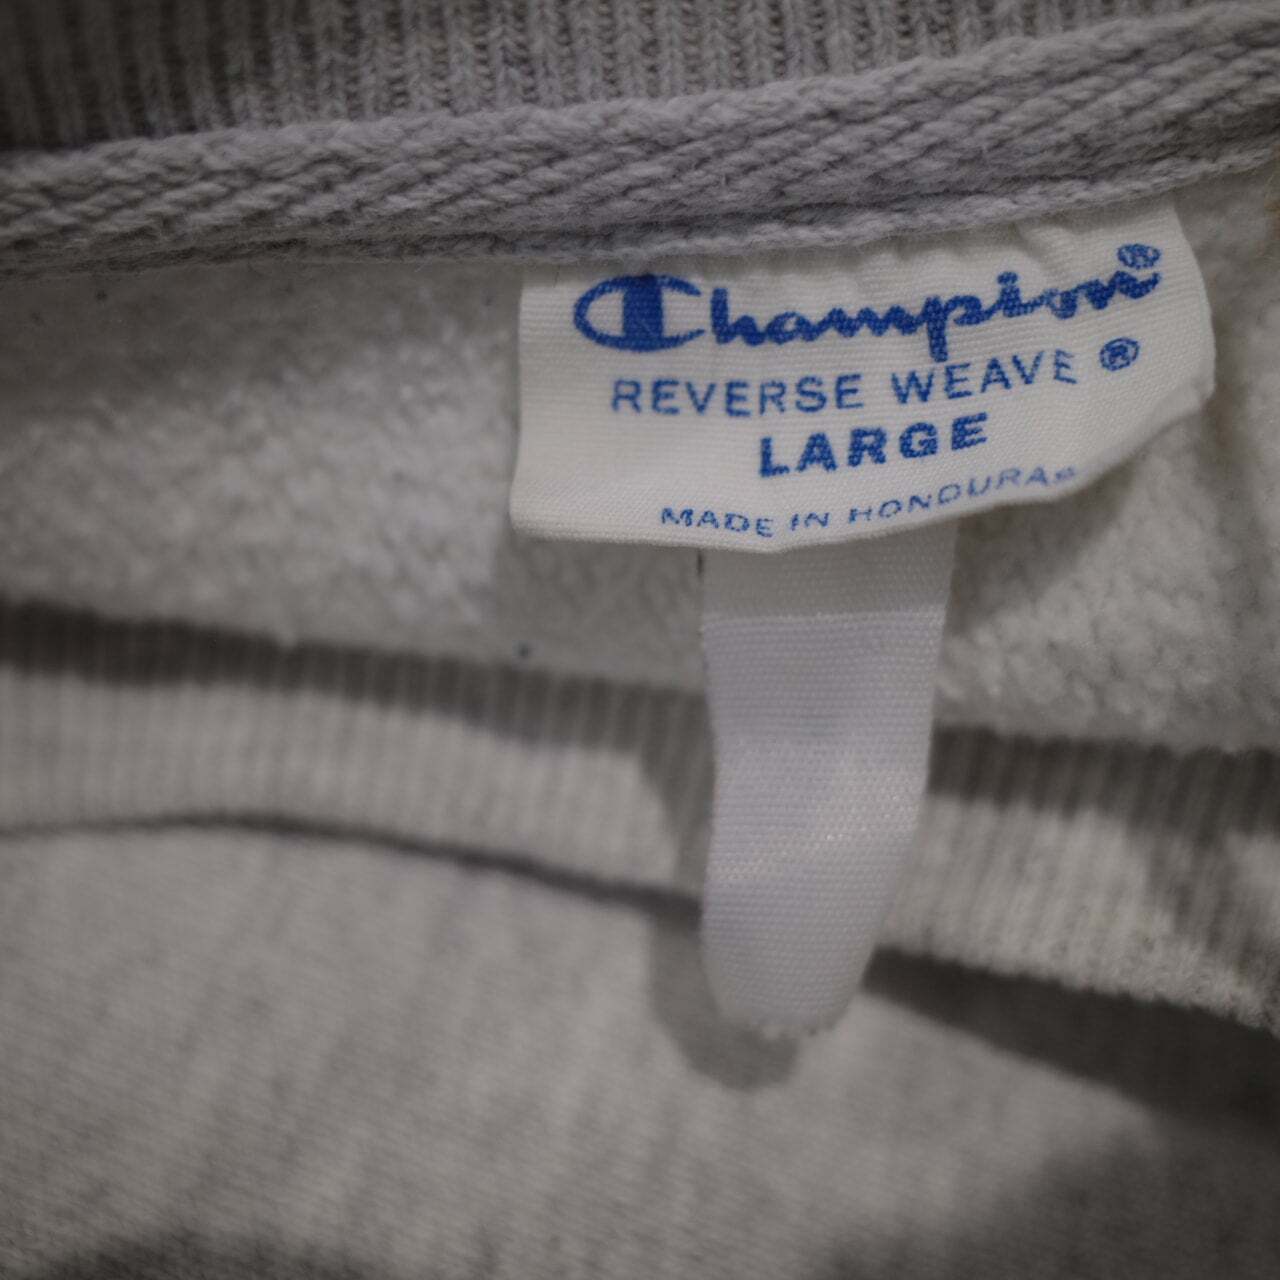 Champion®
REVERSE WEAVE ®
LARGE
MADE IN HONDURAS